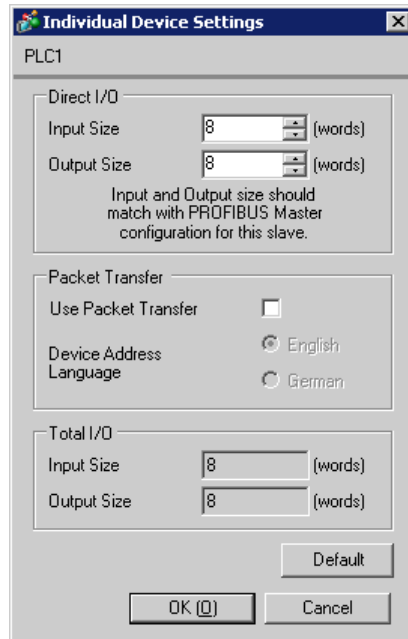 Individual Device Settings
PLC1
Direct I/O
Input Size 8 (words)
Output Size 8 (words)
Input and Output size should
match with PROFIBUS Master
configuration for this slave.
Packet Transfer
Use Packet Transfer
Device Address
Language
English
German
Total I/O
Input Size 8 (words)
Output Size 8 (words)
Default
OK (O)
Cancel